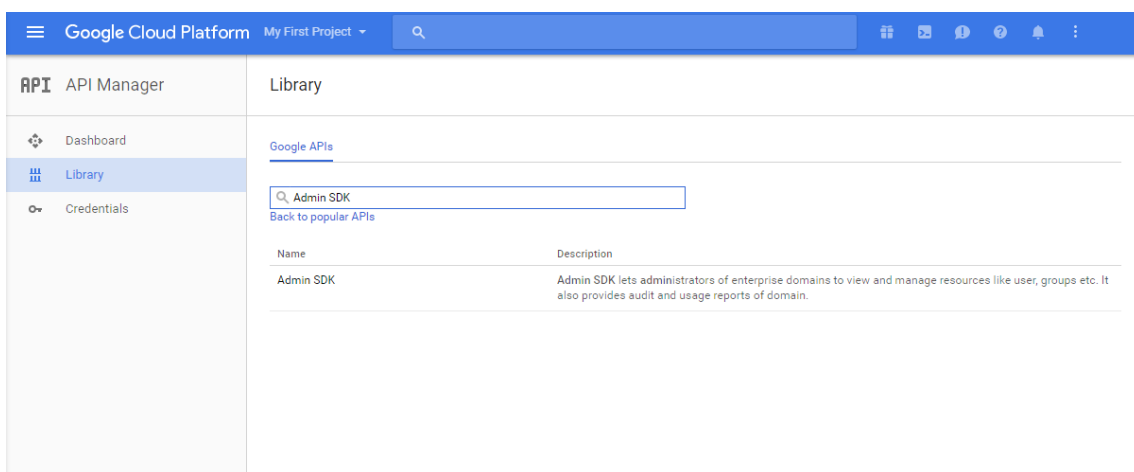 Google Cloud Platform My First Project
API API Manager
Library
Dashboard
Library
Credentials
Google APIs
Admin SDK
Back to popular APIs
Name Description
Admin SDK Admin SDK lets administrators of enterprise domains to view and manage resources like user, groups etc. It
also provides audit and usage reports of domain.